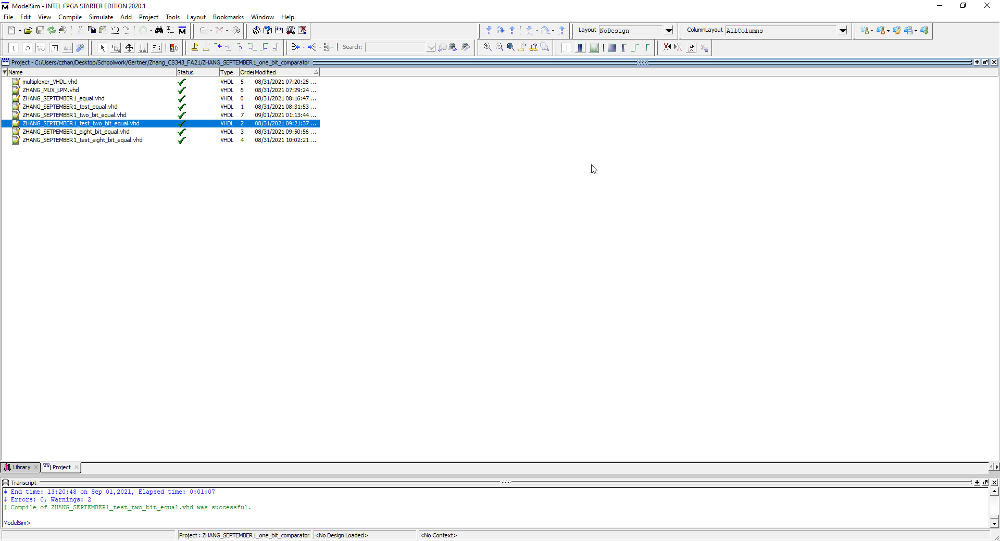 ModelSim - INTEL FPGA STARTER EDITION 2020.1
File Edit View Compile Simulate Add Project Tools Layout Bookmarks Window Help
Layout NoDesign ColumnLayout AllColumns
Search:
Project - C:/Users/czhan/Desktop/Schoolwork/Gertner/Zhang_CS343_FA21/ZHANG_SEPTEMBER1_one_bit_comparator
Name Status Type Order Modified
multiplexer_VHDL.vhd VHDL 5 08/31/2021 07:20:25 ...
ZHANG_MUX_LPM.vhd VHDL 6 08/31/2021 07:29:24 ...
ZHANG_SEPTEMBER1_equal.vhd VHDL 0 08/31/2021 08:16:47 ...
ZHANG_SEPTEMBER1_test_equal.vhd VHDL 1 08/31/2021 08:31:53 ...
ZHANG_SEPTEMBER1_two_bit_equal.vhd VHDL 7 09/01/2021 01:13:44 ...
ZHANG_SEPTEMBER1_test_two_bit_equal.vhd VHDL 2 08/31/2021 09:21:37 ...
ZHANG_SETPEMBER1_eight_bit_equal.vhd VHDL 3 08/31/2021 09:50:56 ...
ZHANG_SEPTEMBER1_test_eight_bit_equal.vhd VHDL 4 08/31/2021 10:02:21 ...
Library Project
Transcript
# End time: 13:20:48 on Sep 01,2021, Elapsed time: 0:01:07
# Errors: 0, Warnings: 2
# Compile of ZHANG_SEPTEMBER1_test_two_bit_equal.vhd was successful.
ModelSim>
Project : ZHANG_SEPTEMBER1_one_bit_comparator <No Design Loaded> <No Context>